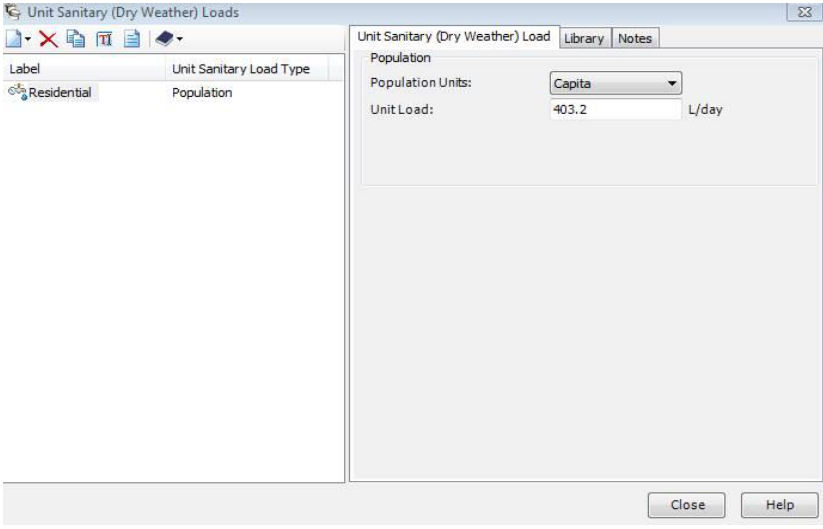 Unit Sanitary (Dry Weather) Loads
Unit Sanitary (Dry Weather) Load Library Notes
Label Unit Sanitary Load Type
Residential Population
Population
Population Units: Capita
Unit Load: 403.2 L/day
Close Help